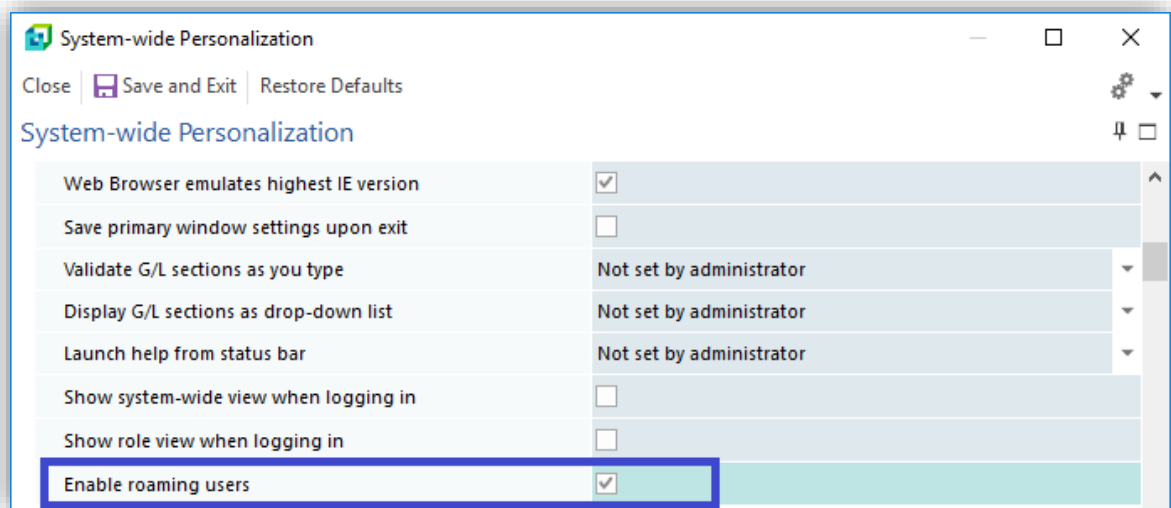 System-wide Personalization
Close Save and Exit Restore Defaults
System-wide Personalization
Web Browser emulates highest IE version
Save primary window settings upon exit
Validate G/L sections as you type Not set by administrator
Display G/L sections as drop-down list Not set by administrator
Launch help from status bar Not set by administrator
Show system-wide view when logging in
Show role view when logging in
Enable roaming users